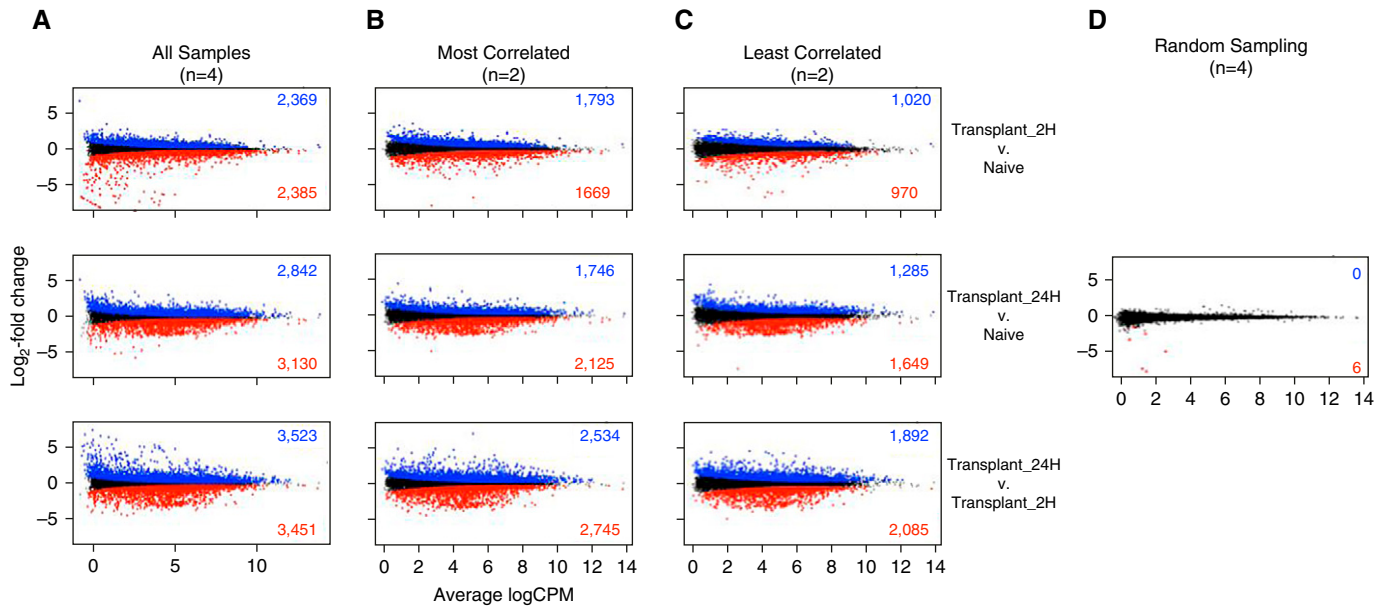 A
B
C
D
All Samples
(n=4)
Most Correlated
(n=2)
Least Correlated
(n=2)
Random Sampling
(n=4)
Log2-fold change
5
0
−5
2,369
2,385
1,793
1669
1,020
970
Transplant_2H
v.
Naive
5
0
−5
2,842
3,130
1,746
2,125
1,285
1,649
Transplant_24H
v.
Naive
5
0
−5
0
6
0 2 4 6 8 10 12 14
5
0
−5
3,523
3,451
2,534
2,745
1,892
2,085
Transplant_24H
v.
Transplant_2H
0 5 10
0 2 4 6 8 10 12 14
0 2 4 6 8 10 12 14
Average logCPM